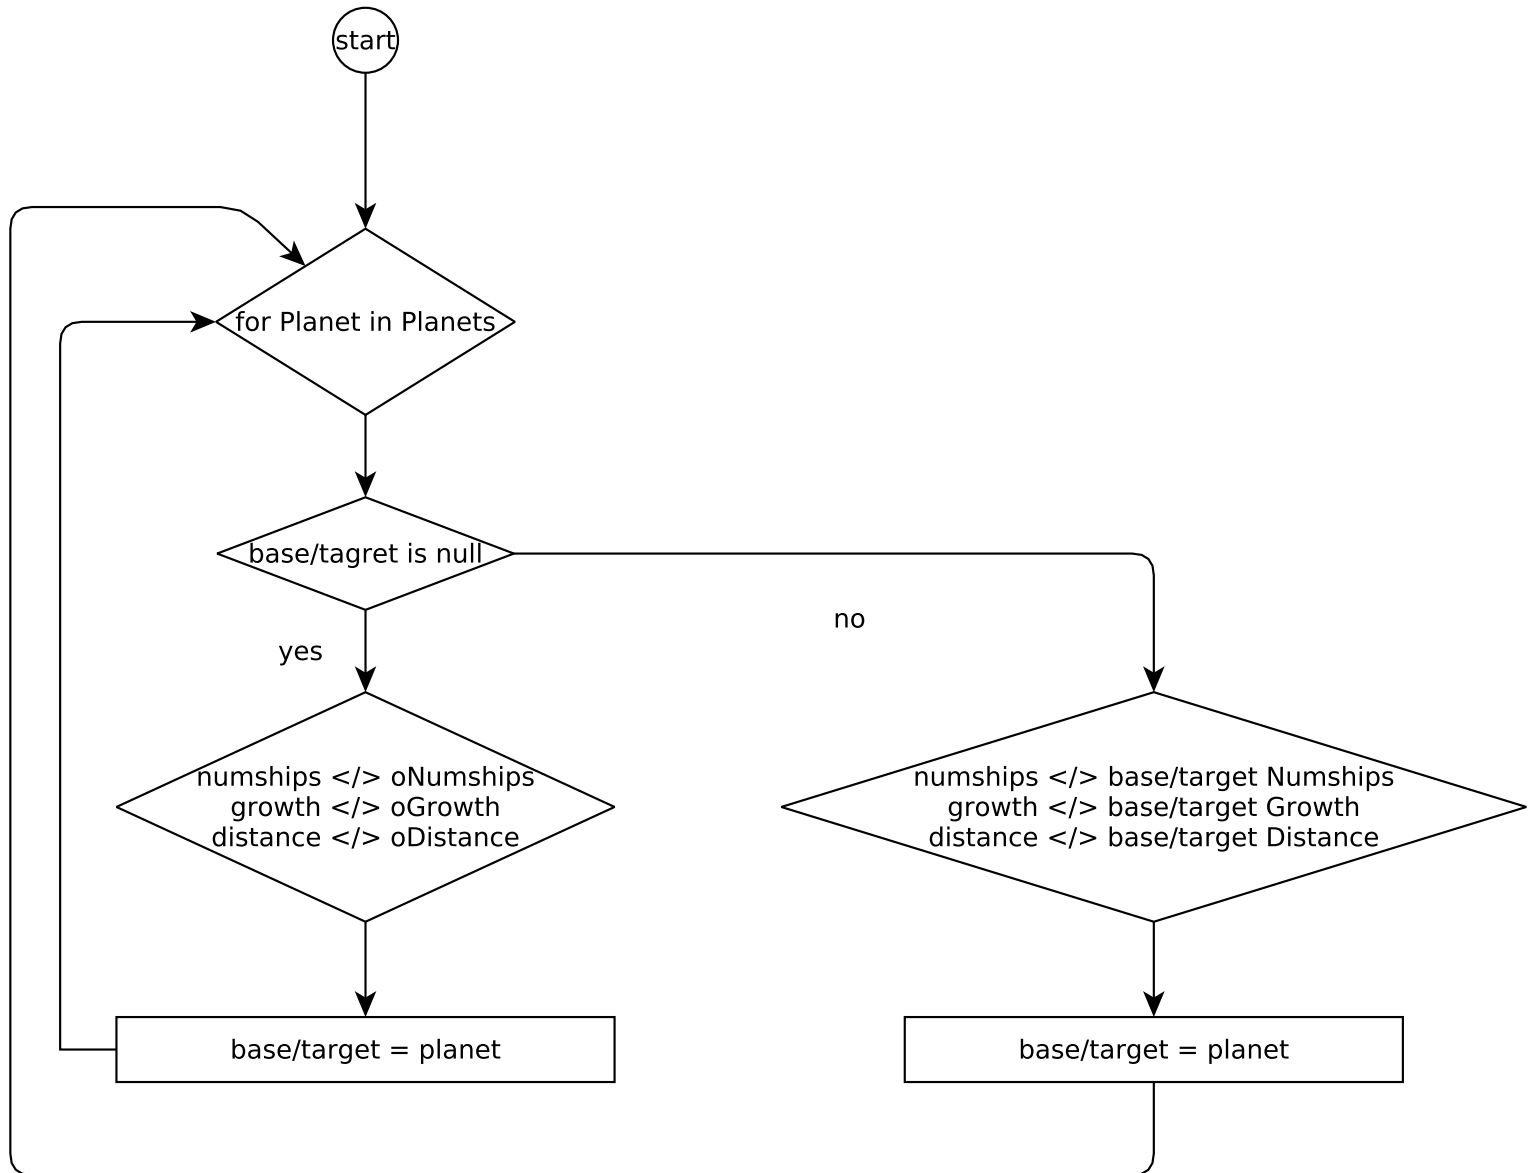 start
for Planet in Planets
base/tagret is null
no
yes
numships </> oNumships
growth </> oGrowth
distance </> oDistance
numships </> base/target Numships
growth </> base/target Growth
distance </> base/target Distance
base/target = planet
base/target = planet